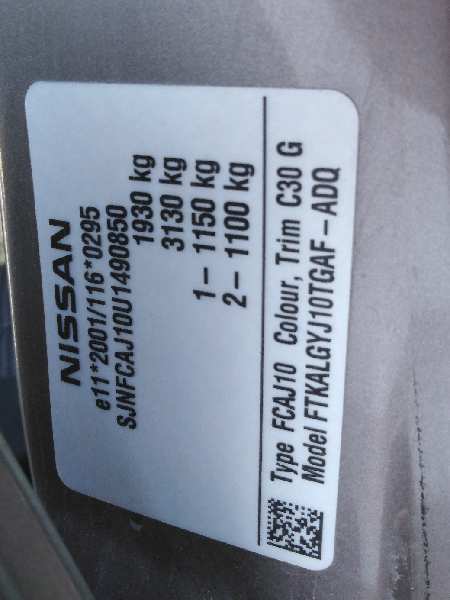 NISSAN
e11*2001/116*0295
SJNFCAJ10U1490850
1930 kg
3130 kg
1 – 1150 kg
2 – 1100 kg
Type FCAJ10 Colour, Trim C30 G
Model FTKALGYJ10TGAF – ADQ